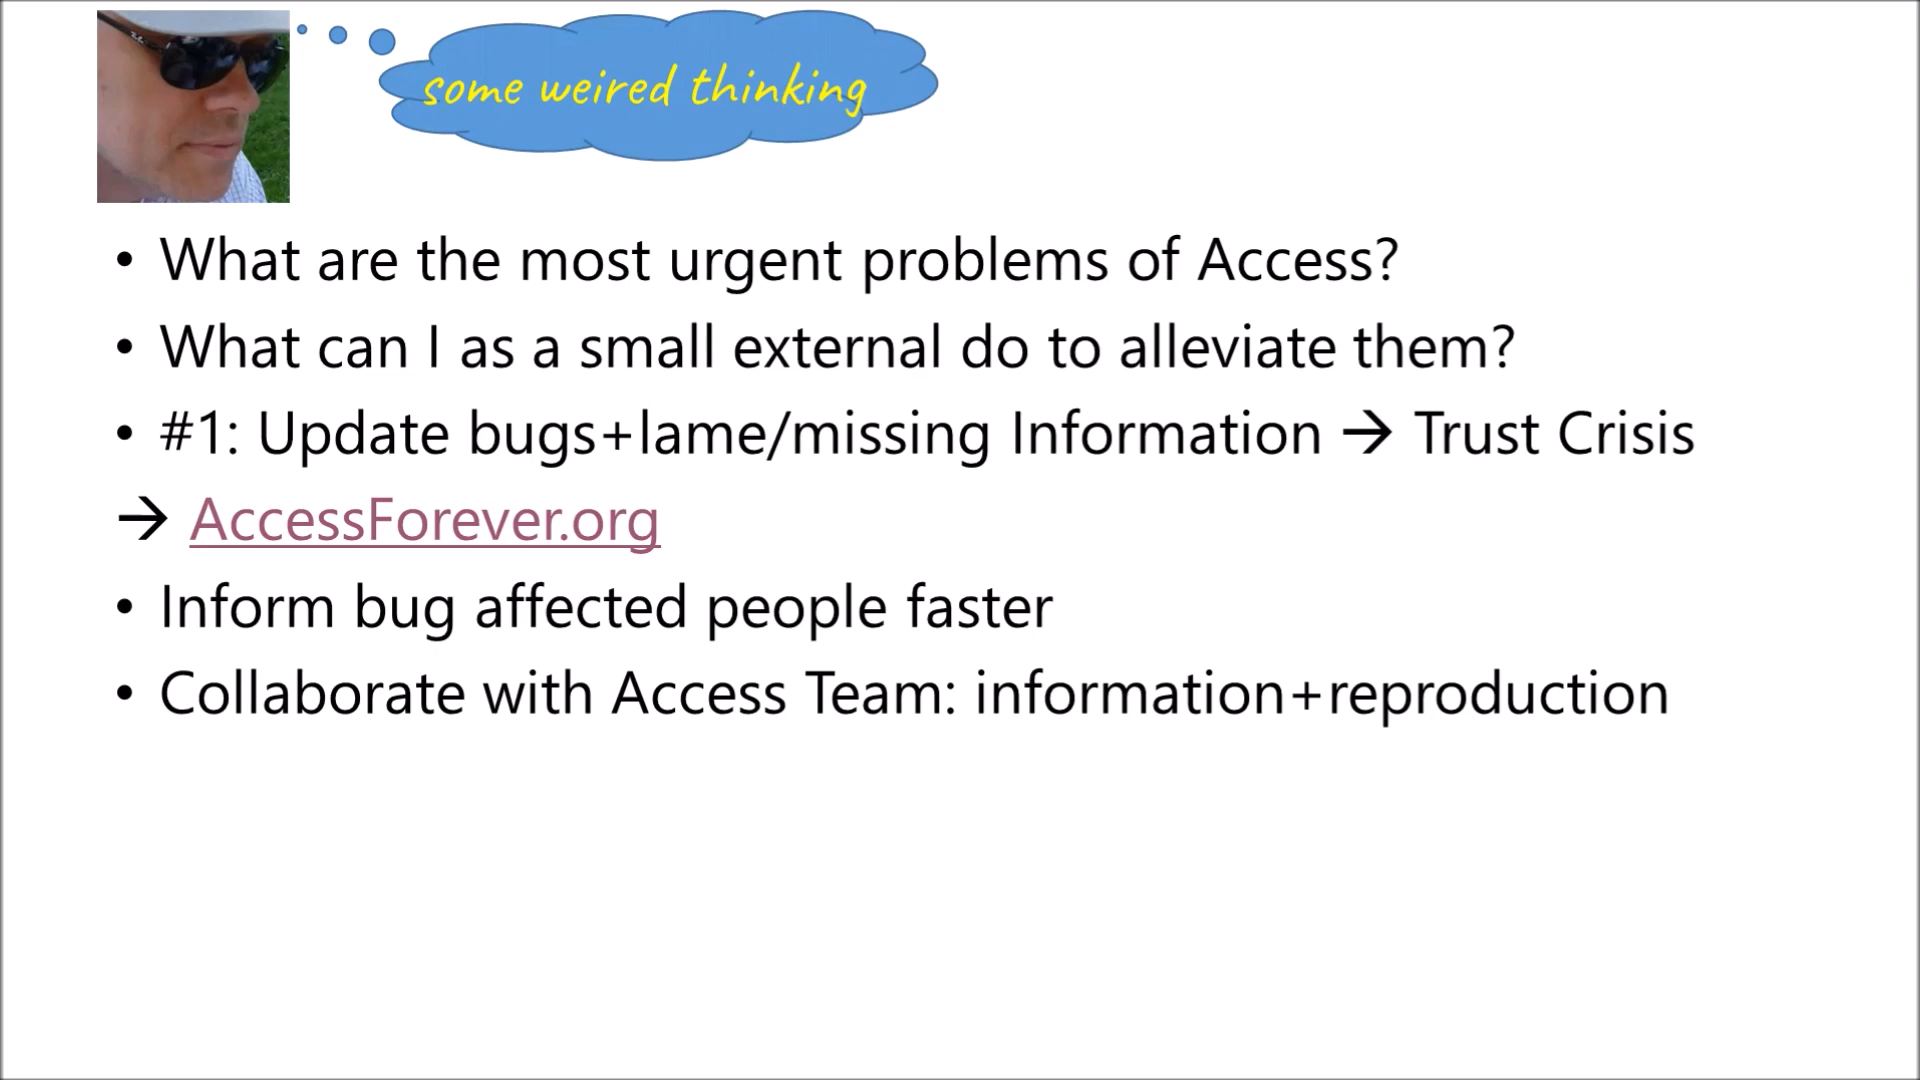 some weired thinking
• What are the most urgent problems of Access?
• What can I as a small external do to alleviate them?
• #1: Update bugs+lame/missing Information → Trust Crisis
→ AccessForever.org
• Inform bug affected people faster
• Collaborate with Access Team: information+reproduction